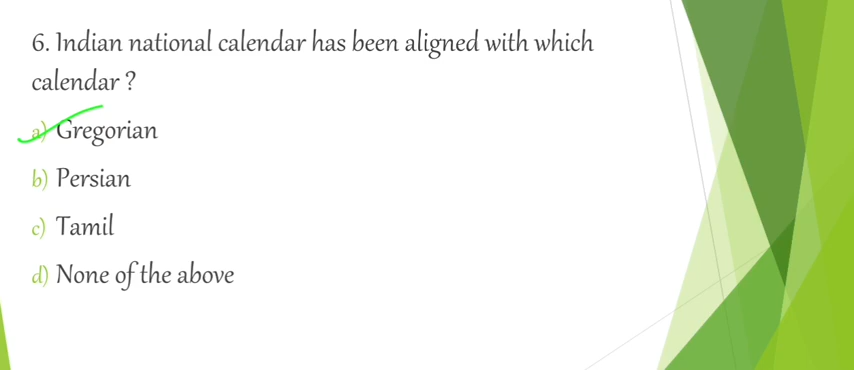 6. Indian national calendar has been aligned with which
calendar ?
a) Gregorian
b) Persian
c) Tamil
d) None of the above